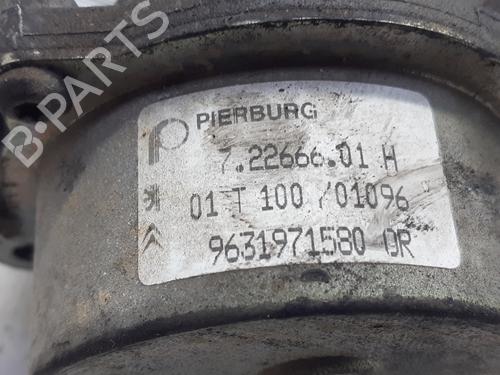 B-PARTS
PIERBURG
7.22666.01 H
01 T 100 /01096
9631971580 OR